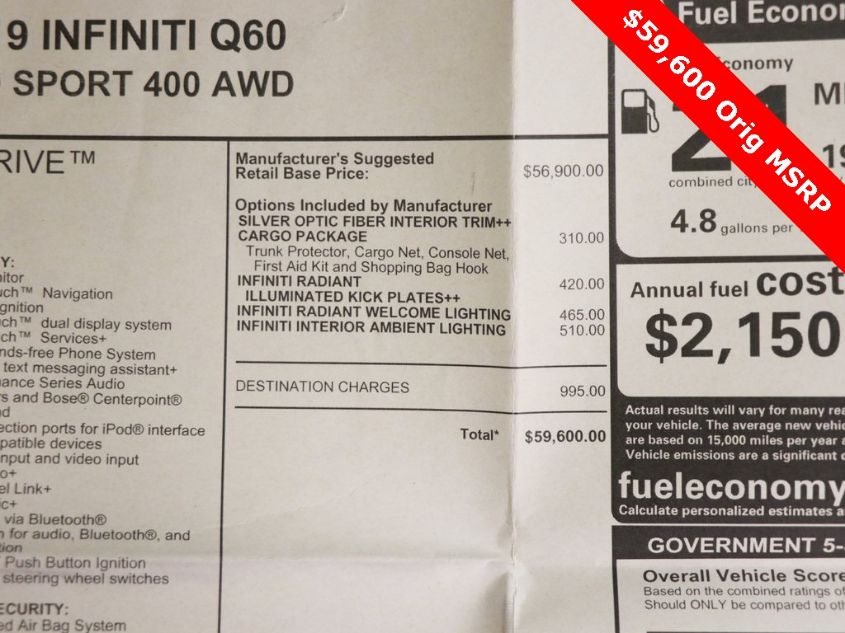 9 INFINITI Q60
SPORT 400 AWD
RIVE™
Y:
nitor
uch™ Navigation
gnition
ch™ dual display system
ch™ Services+
nds-free Phone System
text messaging assistant+
ance Series Audio
rs and Bose® Centerpoint®
nd
ection ports for iPod® interface
patible devices
nput and video input
o+
el Link+
ic+
via Bluetooth®
n for audio, Bluetooth®, and
tion
Push Button Ignition
steering wheel switches
ECURITY:
ed Air Bag System
Manufacturer's Suggested
Retail Base Price: $56,900.00
Options Included by Manufacturer
SILVER OPTIC FIBER INTERIOR TRIM++
CARGO PACKAGE 310.00
Trunk Protector, Cargo Net, Console Net,
First Aid Kit and Shopping Bag Hook
INFINITI RADIANT 420.00
ILLUMINATED KICK PLATES++
INFINITI RADIANT WELCOME LIGHTING 465.00
INFINITI INTERIOR AMBIENT LIGHTING 510.00
DESTINATION CHARGES 995.00
Total* $59,600.00
$59,600 Orig MSRP
Fuel Econom
conomy
21
MP
19
combined city
4.8 gallons per
Annual fuel cost
$2,150
Actual results will vary for many rea
your vehicle. The average new vehic
are based on 15,000 miles per year a
Vehicle emissions are a significant c
fueleconomy
Calculate personalized estimates a
GOVERNMENT 5-
Overall Vehicle Score
Based on the combined ratings of
Should ONLY be compared to oth